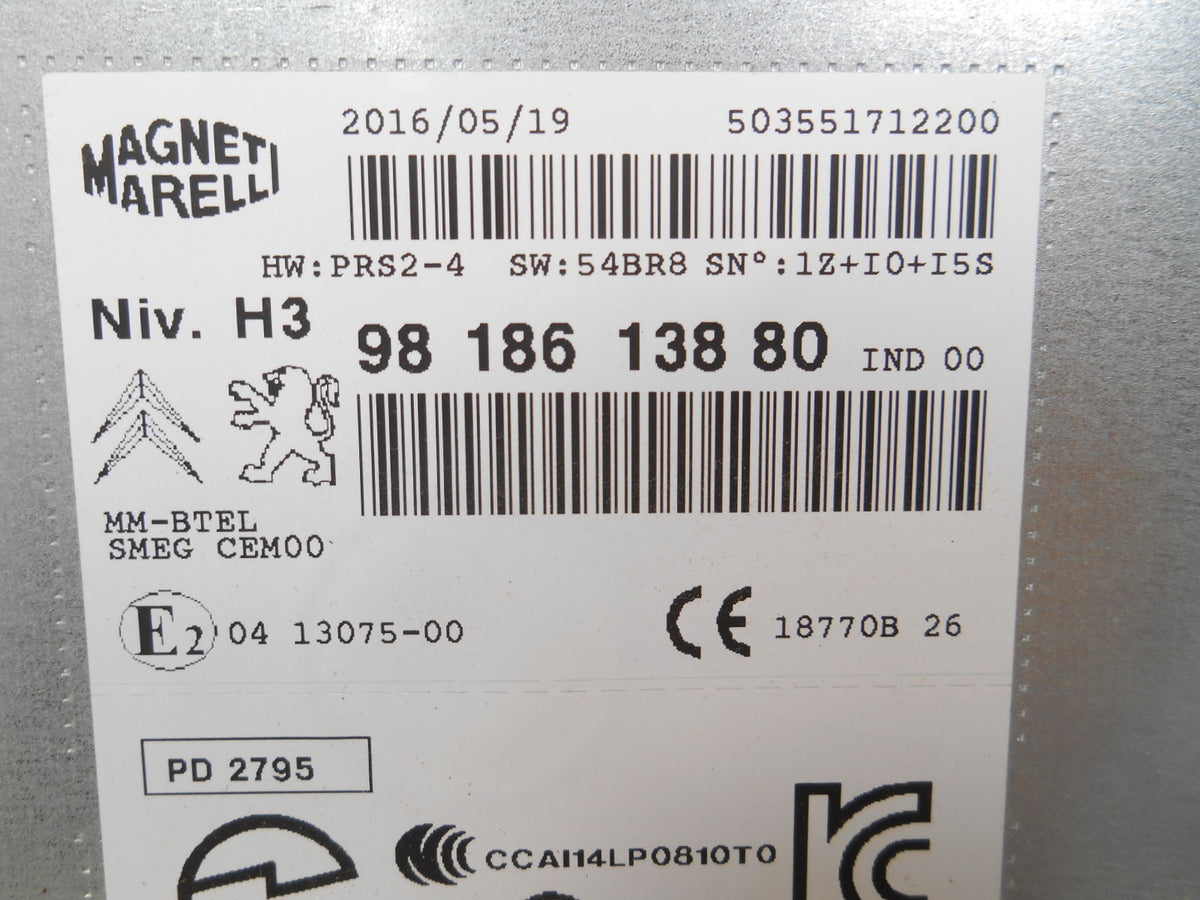 MAGNETI
MARELLI
2016/05/19 503551712200
HW:PRS2-4 SW:54BR8 SN°:1Z+I0+I5S
Niv. H3
98 186 138 80 IND 00
MM-BTEL
SMEG CEM00
E2 04 13075-00
CE 18770B 26
PD 2795
CCAI14LP0810T0